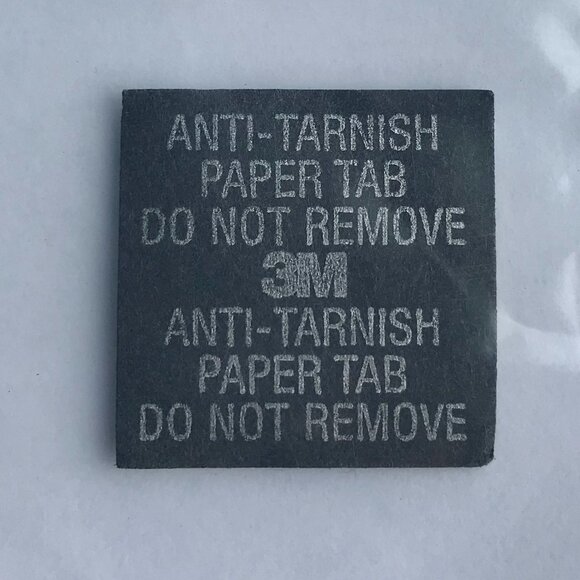 ANTI-TARNISH
PAPER TAB
DO NOT REMOVE
3M
ANTI-TARNISH
PAPER TAB
DO NOT REMOVE